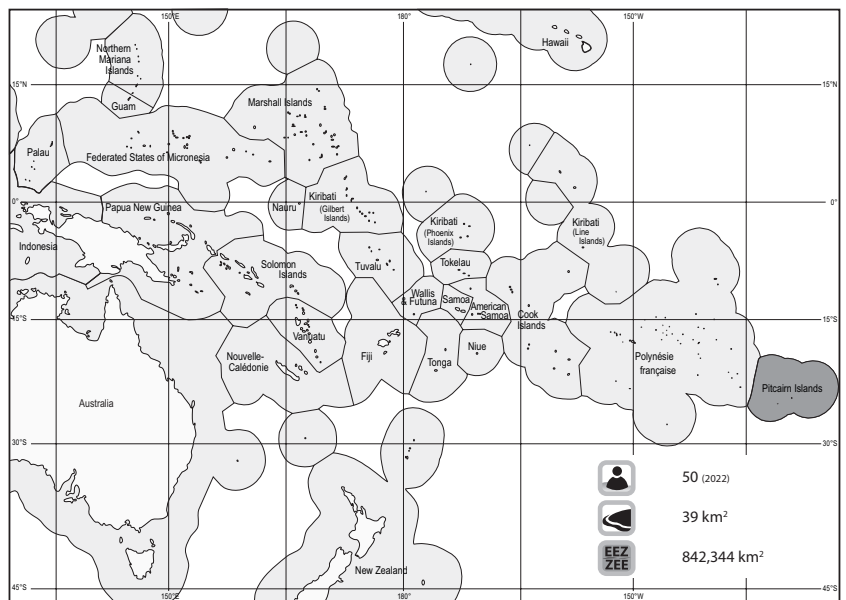 150°E
180°
150°W
Hawaii
Northern
Mariana
Islands
15°N
15°N
Guam
Marshall Islands
Palau
Federated States of Micronesia
0°
0°
Papua New Guinea
Nauru
Kiribati
(Gilbert
Islands)
Kiribati
(Phoenix
Islands)
Kiribati
(Line
Islands)
Indonesia
Solomon
Islands
Tuvalu
Tokelau
Wallis
& Futuna
Samoa
American
Samoa
Cook
Islands
15°S
15°S
Vanuatu
Nouvelle-
Calédonie
Fiji
Tonga
Niue
Polynésie
française
Pitcairn Islands
Australia
30°S
30°S
50 (2022)
39 km²
EEZ
ZEE
842,344 km²
New Zealand
45°S
45°S
150°E
180°
150°W